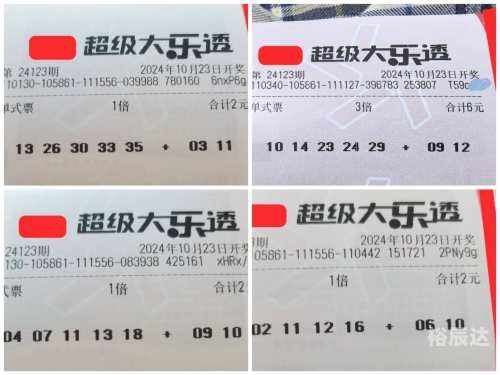 超级大乐透
第 24123期 2024年10月23日开奖
10130-105861-111556-039988 780160 6nxP6g
单式票 1倍 合计2元
13 26 30 33 35 + 03 11
超级大乐透
第 24123期 2024年10月23日开奖
110340-105861-111127-396783 253807 T59
单式票 3倍 合计6元
10 14 23 24 29 + 09 12
超级大乐透
24123期 2024年10月23日开奖
130-105861-111556-083938 425161 xHRx/
式票 1倍 合计2元
04 07 11 13 18 + 09 10
超级大乐透
3期 2024年10月23日开奖
-105861-111556-110442 151721 2PNy9g
1倍 合计2元
02 11 12 16 + 06 10
裕辰达